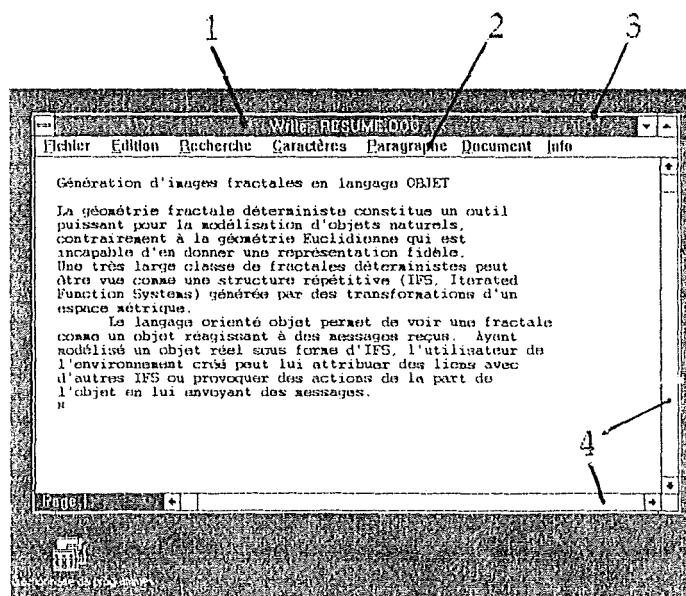 1 2 3
Writer RESUME.DOC
Fichier Edition Recherche Caractères Paragraphe Document Info
Génération d'images fractales en langage OBJET
La géométrie fractale déterministe constitue un outil
puissant pour la modélisation d'objets naturels,
contrairement à la géométrie Euclidienne qui est
incapable d'en donner une représentation fidèle.
Une très large classe de fractales déterministes peut
être vue comme une structure répétitive (IFS, Iterated
Function Systems) générée par des transformations d'un
espace métrique.
Le langage orienté objet permet de voir une fractale
comme un objet réagissant à des messages reçus. Ayant
modélisé un objet réel sous forme d'IFS, l'utilisateur de
l'environnement créé peut lui attribuer des liens avec
d'autres IFS ou provoquer des actions de la part de
l'objet en lui envoyant des messages.
4
Page 1